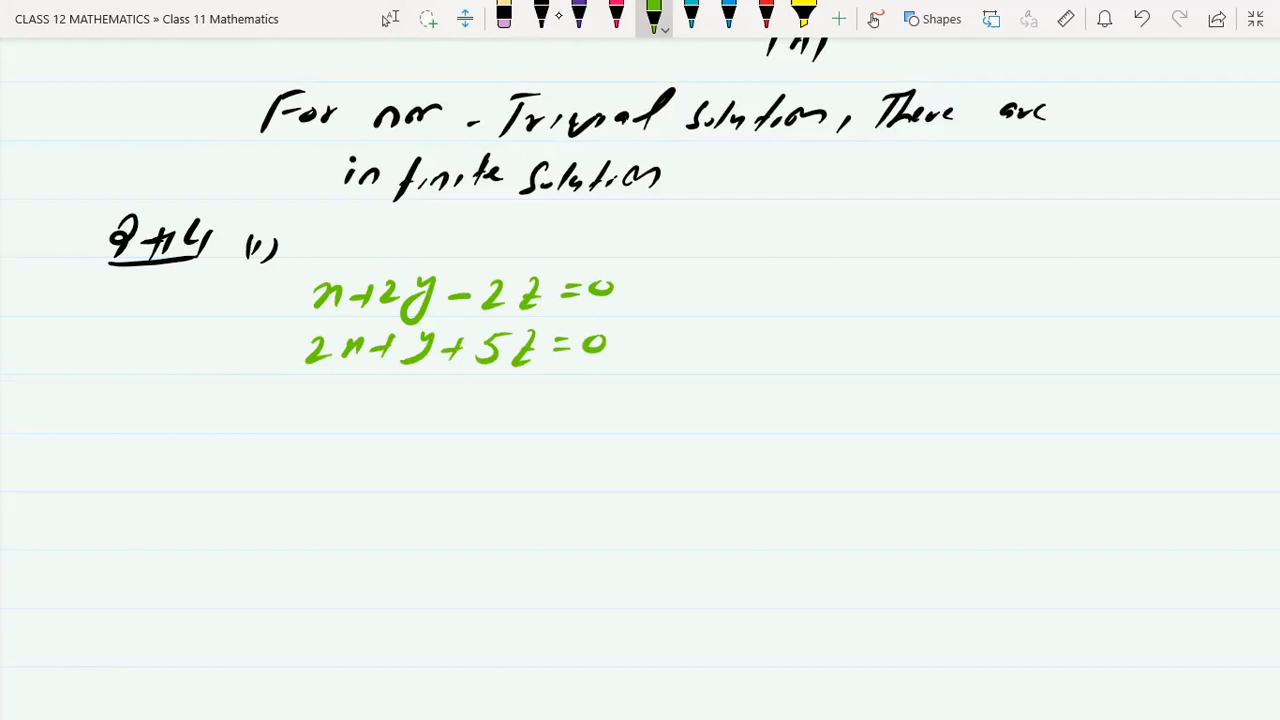 CLASS 12 MATHEMATICS » Class 11 Mathematics
Shapes
For non - Trivial solution, There are
infinite solution
Q # 4 (i)
x+2y-2z=0
2x+y+5z=0